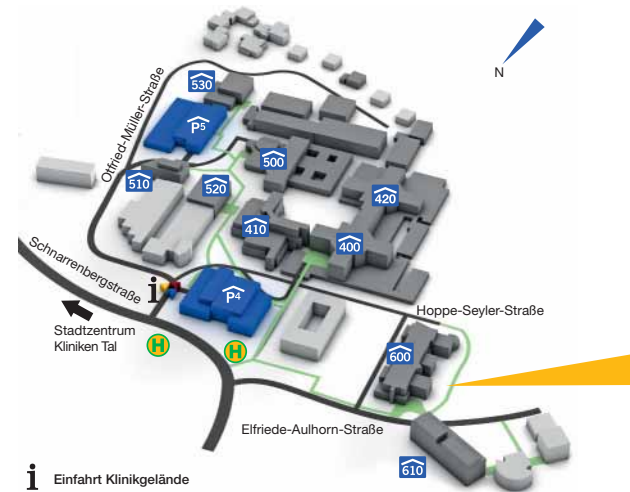 N
530
Otfried-Müller-Straße
P5
500
510
520
420
410
400
Schnarrenbergstraße
i
P4
Hoppe-Seyler-Straße
Stadtzentrum
Kliniken Tal
H
H
600
Elfriede-Aulhorn-Straße
610
i Einfahrt Klinikgelände